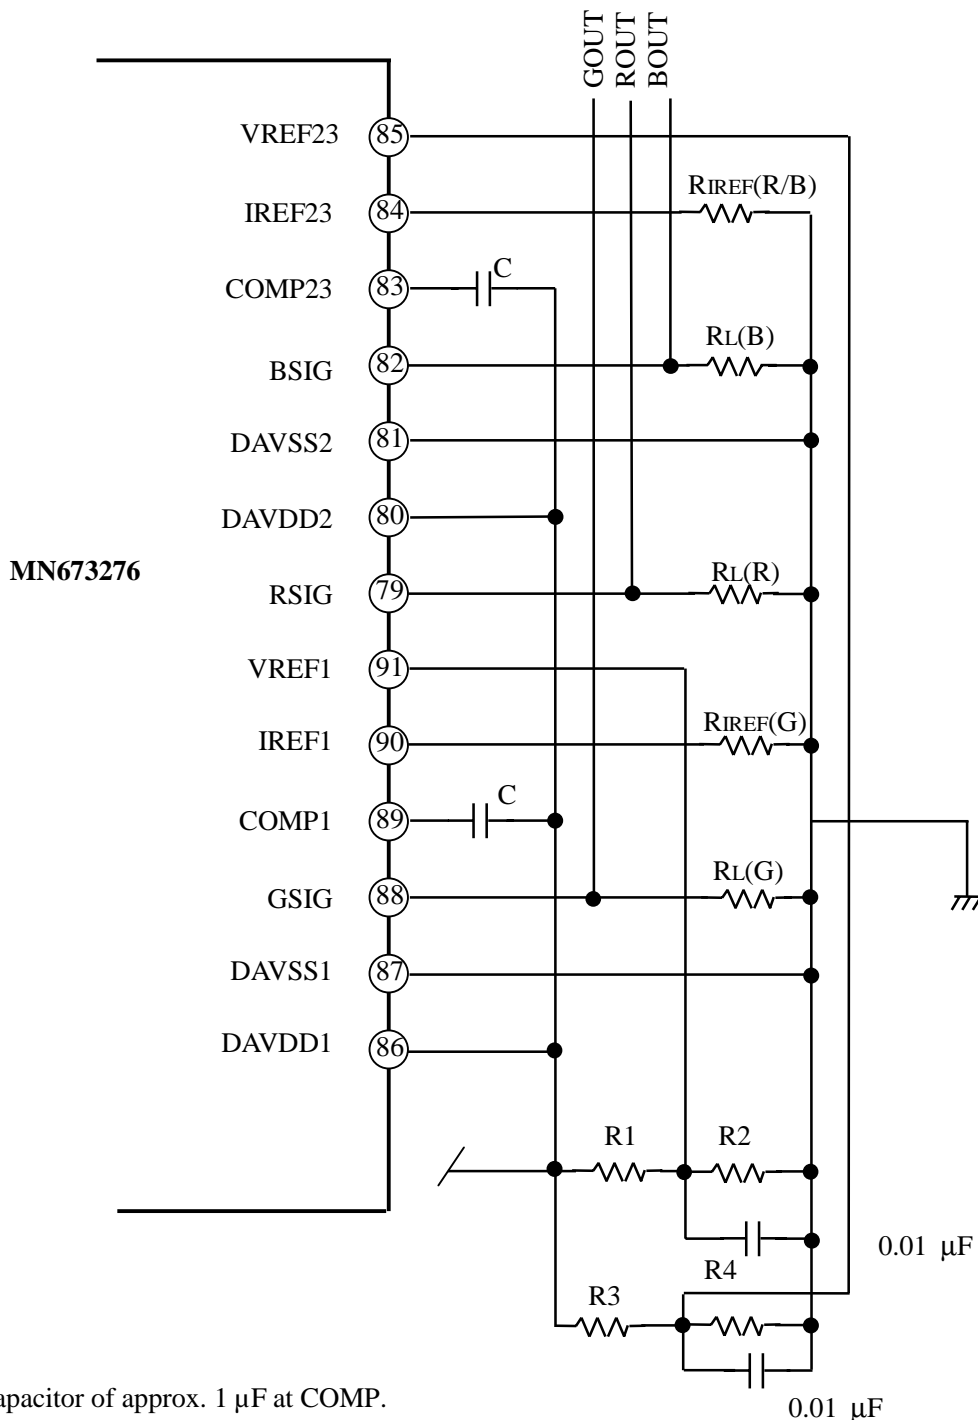 GOUT
ROUT
BOUT
VREF23 85
RIREF(R/B)
IREF23 84
C
COMP23 83
RL(B)
BSIG 82
DAVSS2 81
DAVDD2 80
MN673276
RL(R)
RSIG 79
VREF1 91
RIREF(G)
IREF1 90
C
COMP1 89
RL(G)
GSIG 88
DAVSS1 87
DAVDD1 86
R1
R2
0.01 µF
R4
R3
apacitor of approx. 1 µF at COMP.
0.01 µF